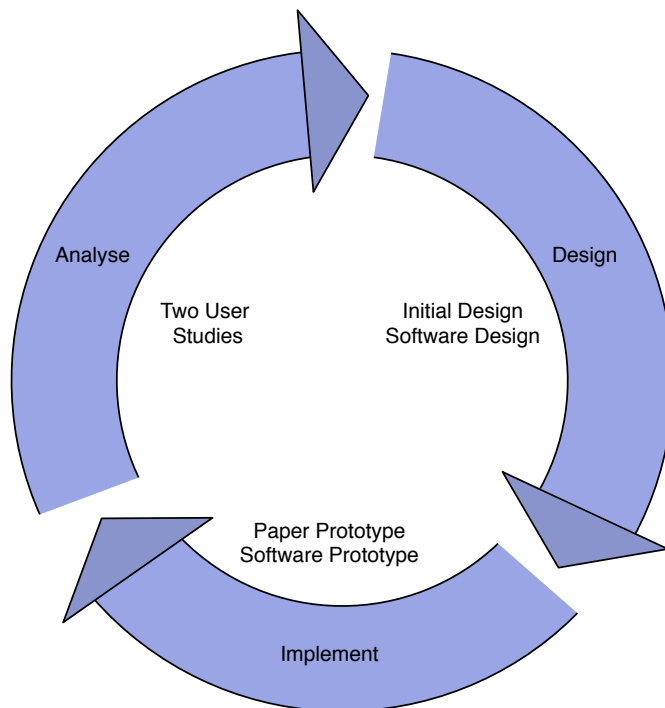 Analyse
Design
Two User
Studies
Initial Design
Software Design
Paper Prototype
Software Prototype
Implement